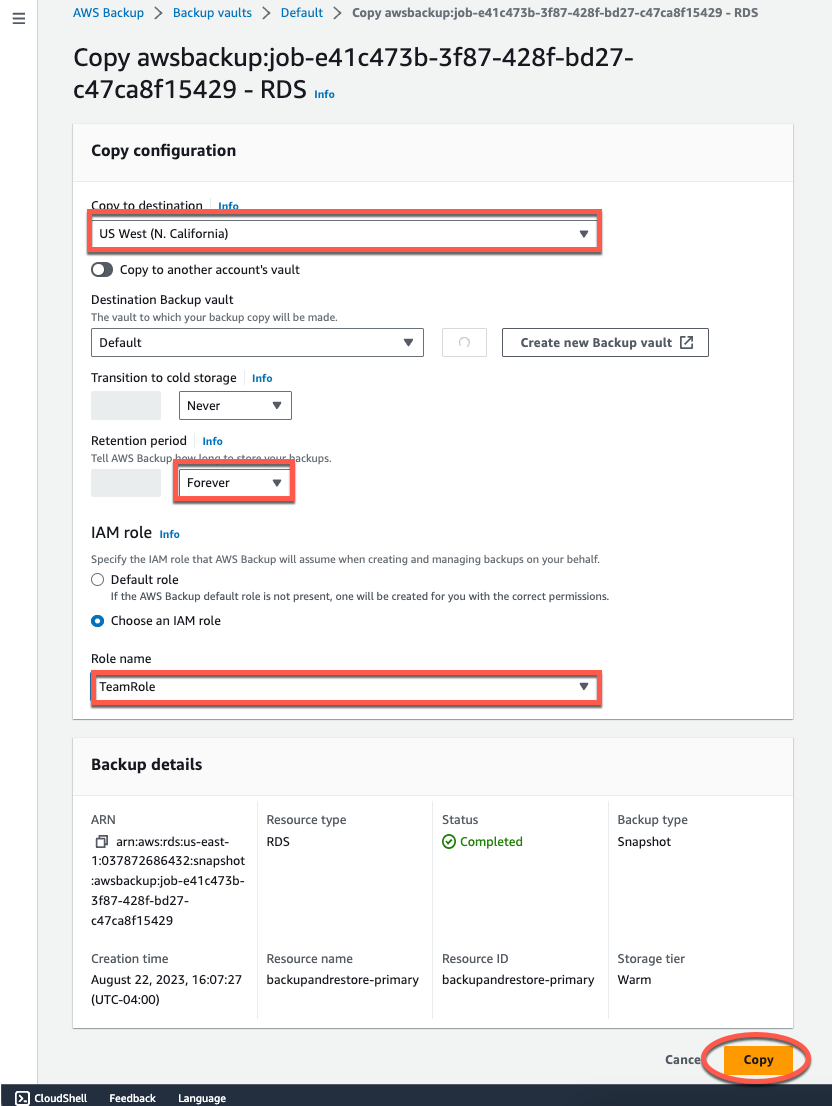 AWS Backup > Backup vaults > Default > Copy awsbackup:job-e41c473b-3f87-428f-bd27-c47ca8f15429 - RDS
Copy awsbackup:job-e41c473b-3f87-428f-bd27-
c47ca8f15429 - RDS Info
Copy configuration
Copy to destination Info
US West (N. California)
Copy to another account's vault
Destination Backup vault
The vault to which your backup copy will be made.
Default Create new Backup vault
Transition to cold storage Info
Never
Retention period Info
Tell AWS Backup how long to store your backups.
Forever
IAM role Info
Specify the IAM role that AWS Backup will assume when creating and managing backups on your behalf.
Default role
If the AWS Backup default role is not present, one will be created for you with the correct permissions.
Choose an IAM role
Role name
TeamRole
Backup details
ARN
arn:aws:rds:us-east-
1:037872686432:snapshot
:awsbackup:job-e41c473b-
3f87-428f-bd27-
c47ca8f15429
Resource type
RDS
Status
Completed
Backup type
Snapshot
Creation time
August 22, 2023, 16:07:27
(UTC-04:00)
Resource name
backupandrestore-primary
Resource ID
backupandrestore-primary
Storage tier
Warm
Cance Copy
CloudShell Feedback Language